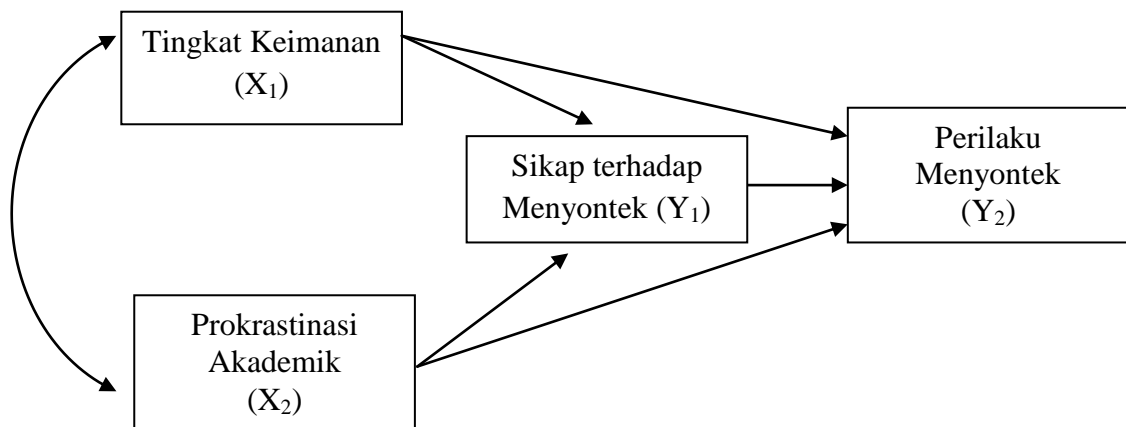 Tingkat Keimanan
(X₁)
Sikap terhadap
Menyontek (Y₁)
Perilaku
Menyontek
(Y₂)
Prokrastinasi
Akademik
(X₂)